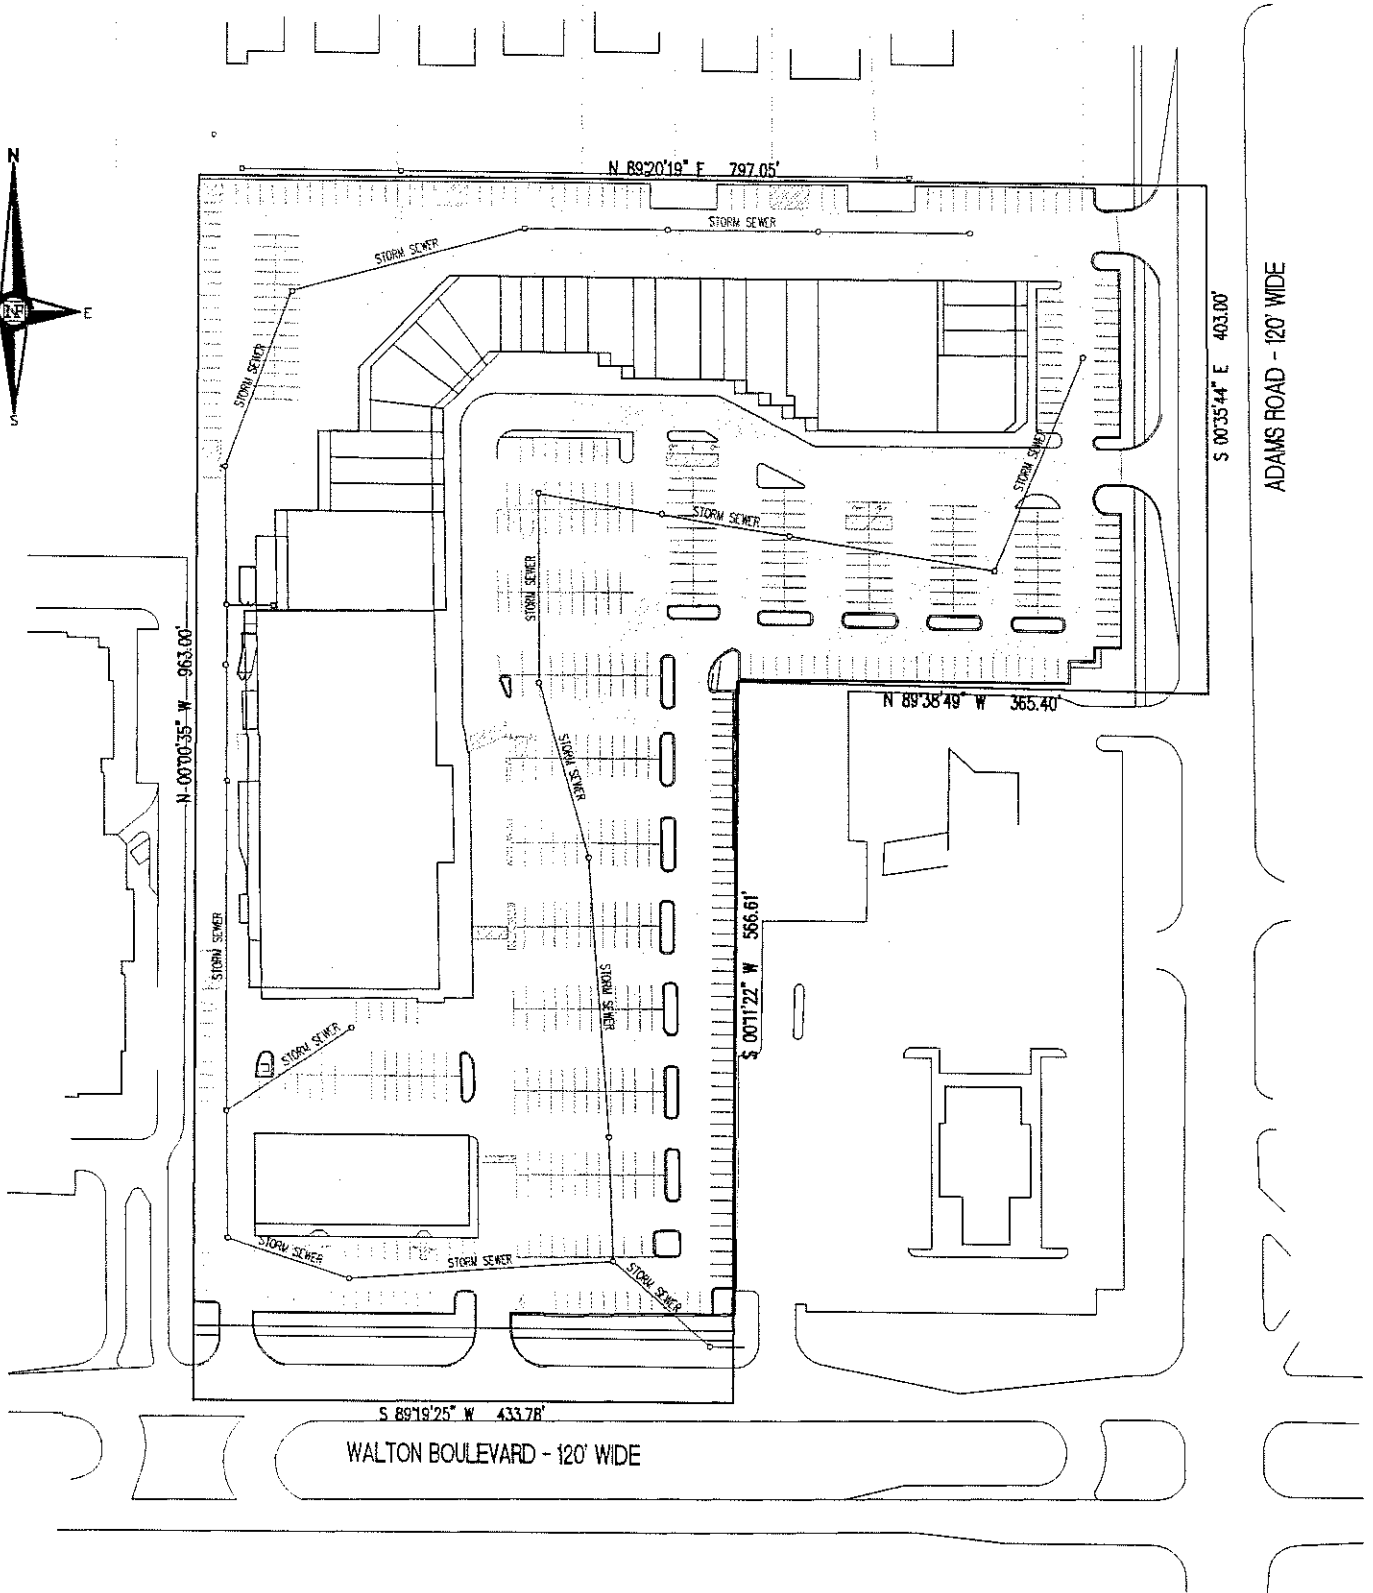 N
N 89°20'19" E 797.05'
STORM SEWER
STORM SEWER
E
NF
S
STORM SEWER
S 00°35'44" E 403.00'
ADAMS ROAD - 120' WIDE
STORM SEWER
STORM SEWER
STORM SEWER
N 00°00'35" W 963.00'
N 89°38'49" W 365.40'
STORM SEWER
STORM SEWER
STORM SEWER
S 00°11'22" W 566.61'
STORM SEWER
STORM SEWER
STORM SEWER
STORM SEWER
S 89°19'25" W 433.78'
WALTON BOULEVARD - 120' WIDE